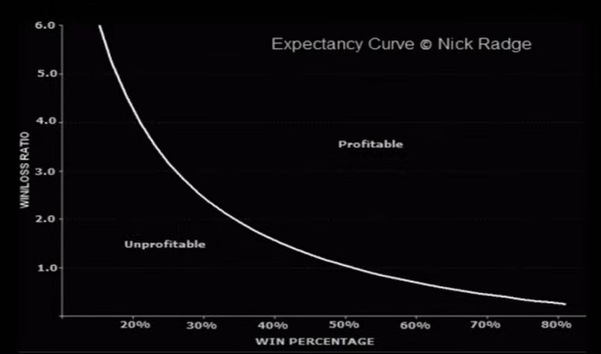 6.0
Expectancy Curve © Nick Radge
5.0
4.0
Profitable
3.0
WIN/LOSS RATIO
2.0
Unprofitable
1.0
20% 30% 40% 50% 60% 70% 80%
WIN PERCENTAGE